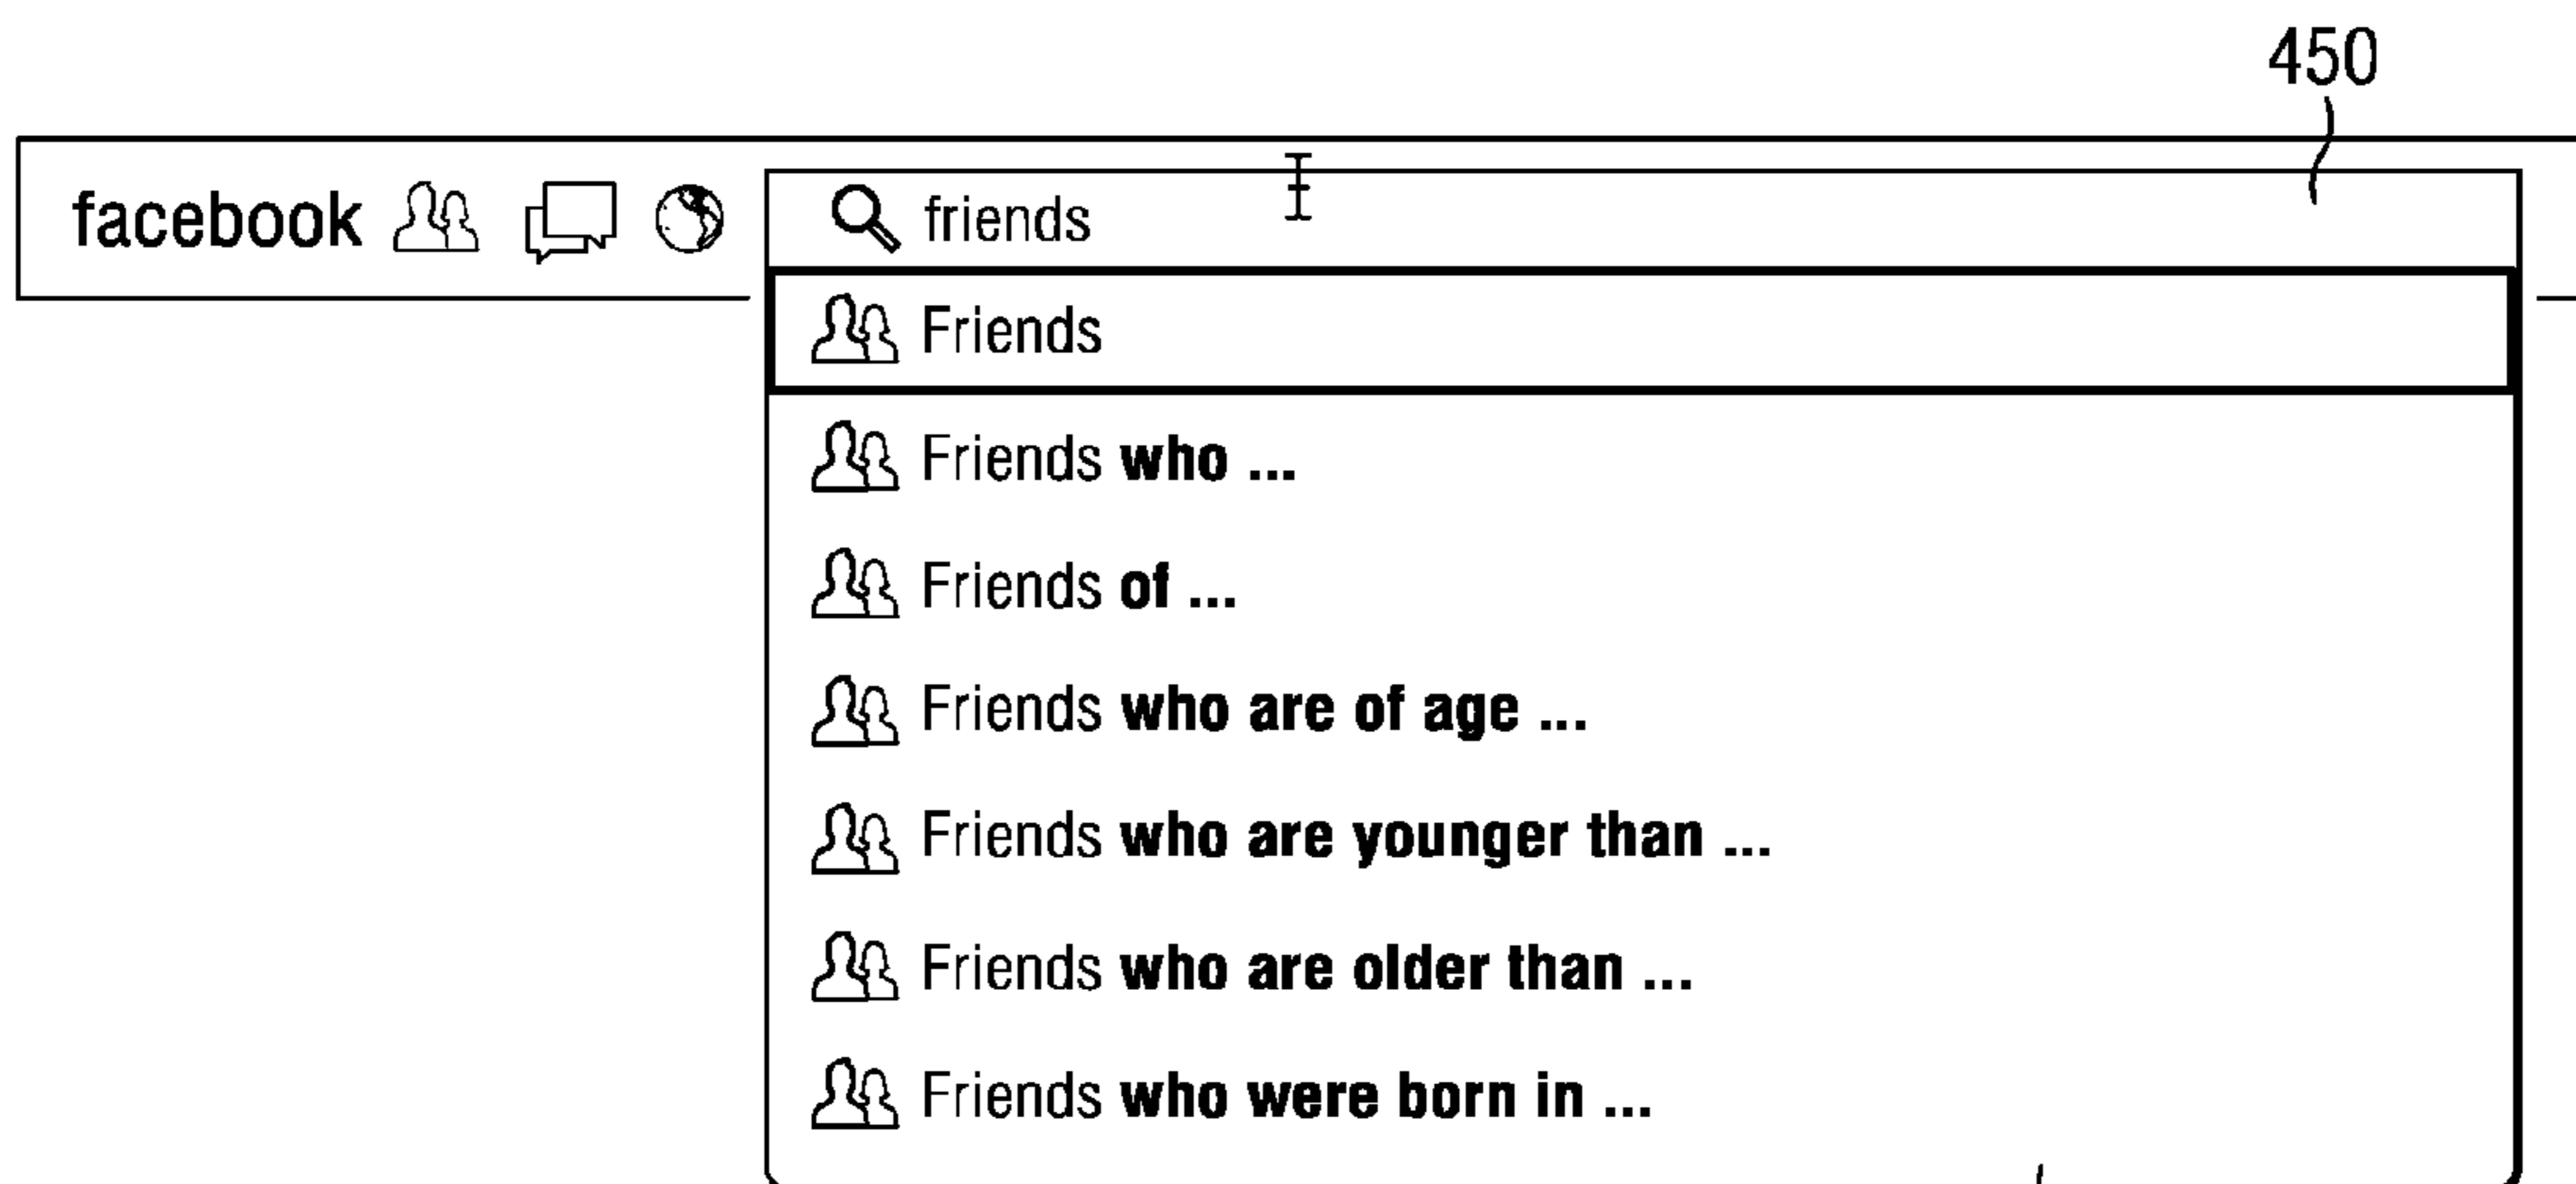 450
facebook friends
Friends
Friends who ...
Friends of ...
Friends who are of age ...
Friends who are younger than ...
Friends who are older than ...
Friends who were born in ...